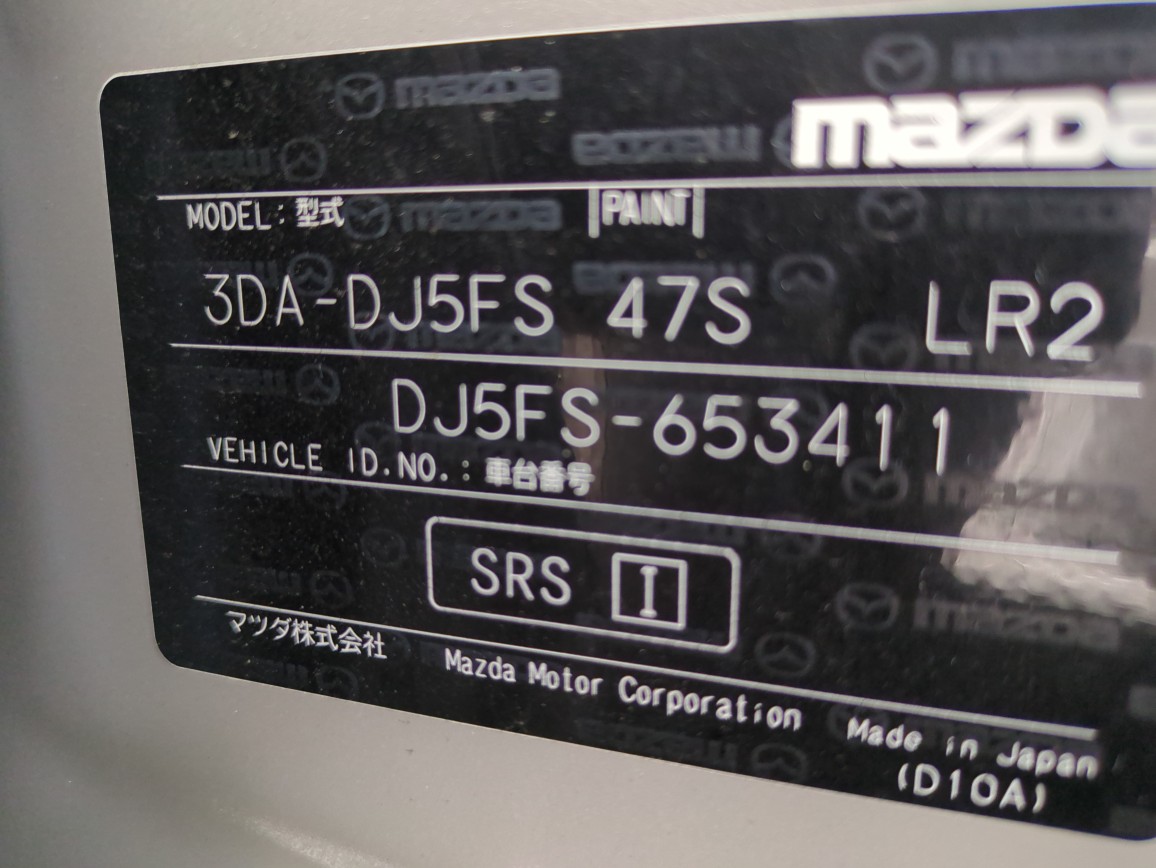 mazda
MODEL: 型式 PAINT
3DA-DJ5FS 47S LR2
DJ5FS-653411
VEHICLE ID.NO.: 車台番号
SRS I
マツダ株式会社
Mazda Motor Corporation Made in Japan
(D10A)